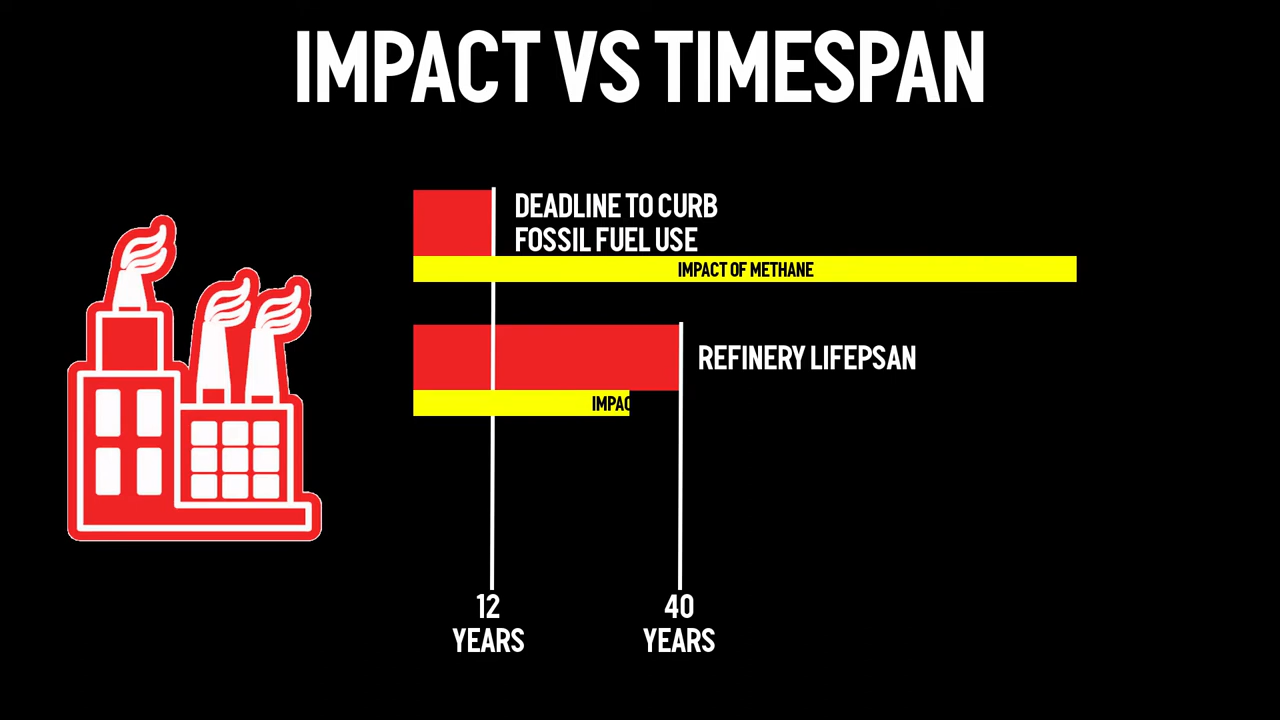 IMPACT VS TIMESPAN
DEADLINE TO CURB
FOSSIL FUEL USE
IMPACT OF METHANE
REFINERY LIFEPSAN
IMPAC
12
YEARS
40
YEARS